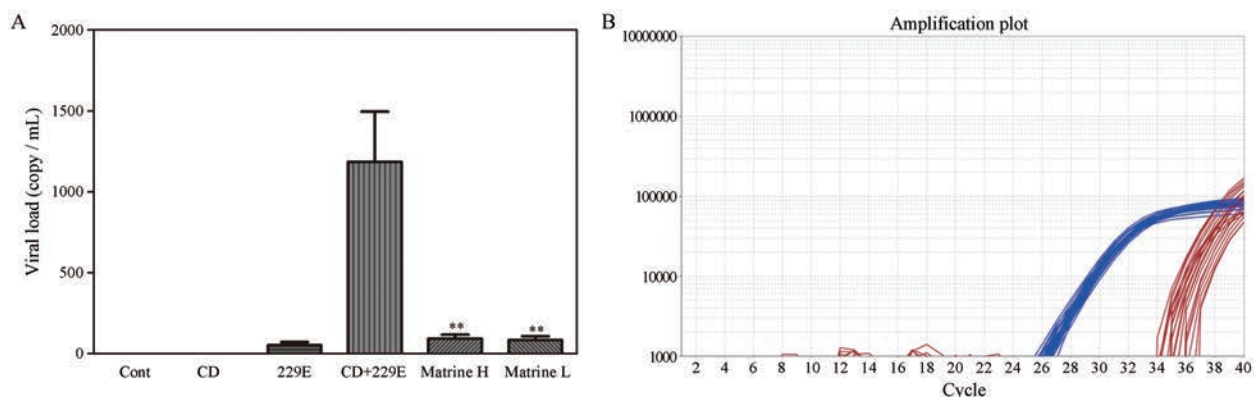 A
Viral load (copy / mL)
2000
1500
1000
500
0
** **
Cont CD 229E CD+229E Matrine H Matrine L
B
Amplification plot
10000000
1000000
100000
10000
1000
2 4 6 8 10 12 14 16 18 20 22 24 26 28 30 32 34 36 38 40
Cycle